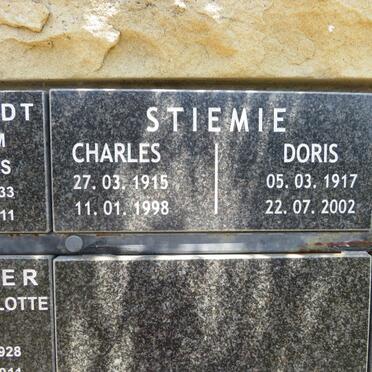 DT
M
S
33
11
STIEMIE
CHARLES DORIS
27. 03. 1915 05. 03. 1917
11. 01. 1998 22. 07. 2002
ER
LOTTE
928